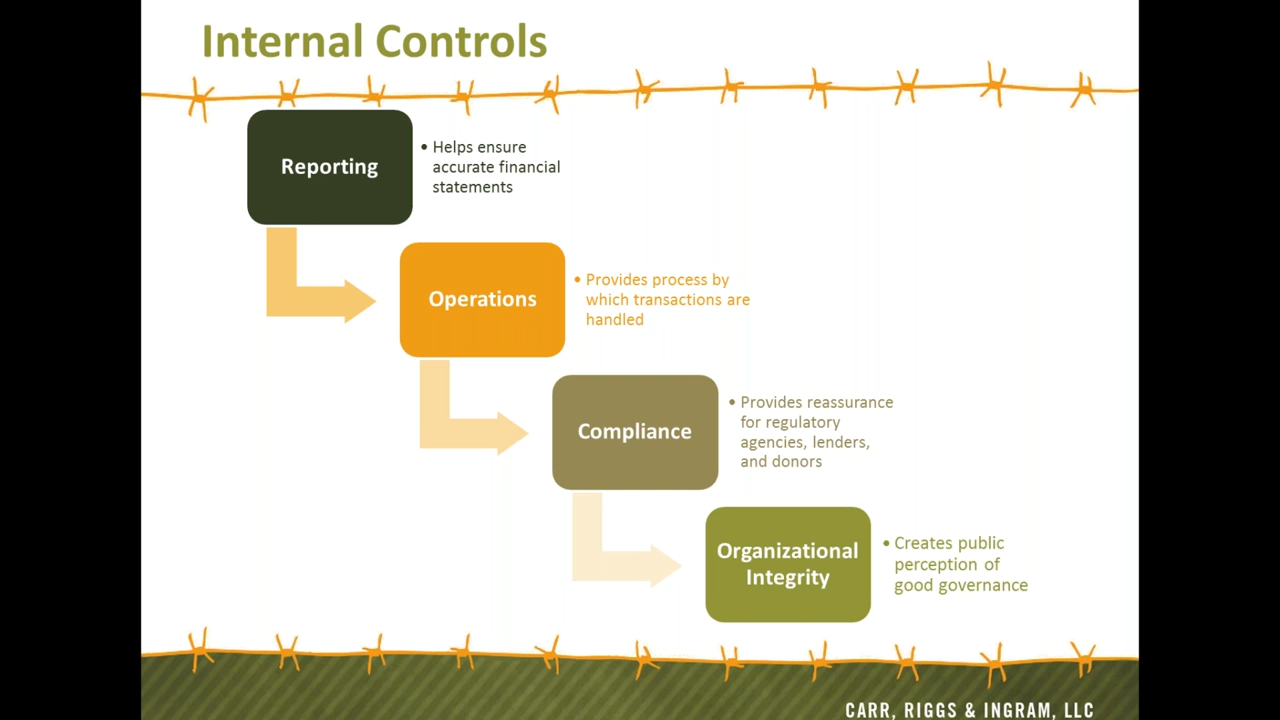 Internal Controls
Reporting
• Helps ensure
accurate financial
statements
Operations
• Provides process by
which transactions are
handled
Compliance
• Provides reassurance
for regulatory
agencies, lenders,
and donors
Organizational
Integrity
• Creates public
perception of
good governance
CARR, RIGGS & INGRAM, LLC